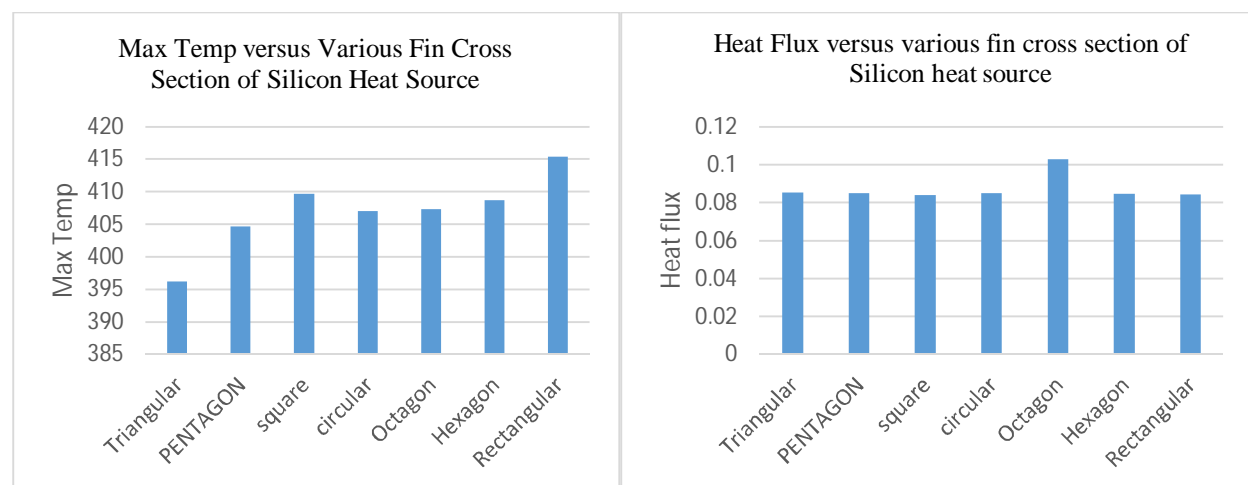 Max Temp versus Various Fin Cross
Section of Silicon Heat Source
420
415
410
405
400
395
390
385
Max Temp
Triangular
PENTAGON
square
circular
Octagon
Hexagon
Rectangular
Heat Flux versus various fin cross section of
Silicon heat source
0.12
0.1
0.08
0.06
0.04
0.02
0
Heat flux
Triangular
PENTAGON
square
circular
Octagon
Hexagon
Rectangular